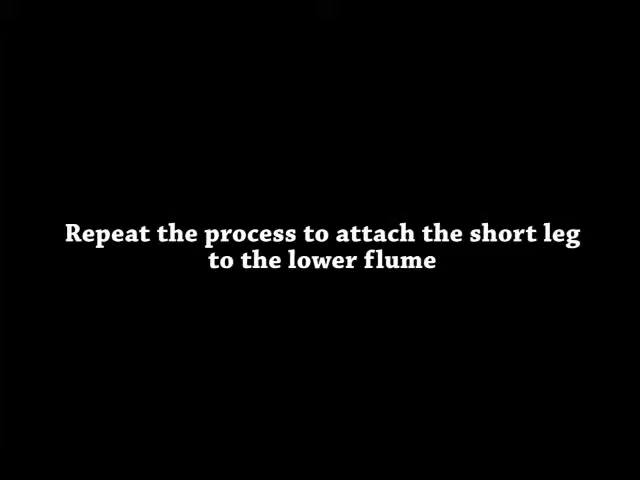 Repeat the process to attach the short leg
to the lower flume